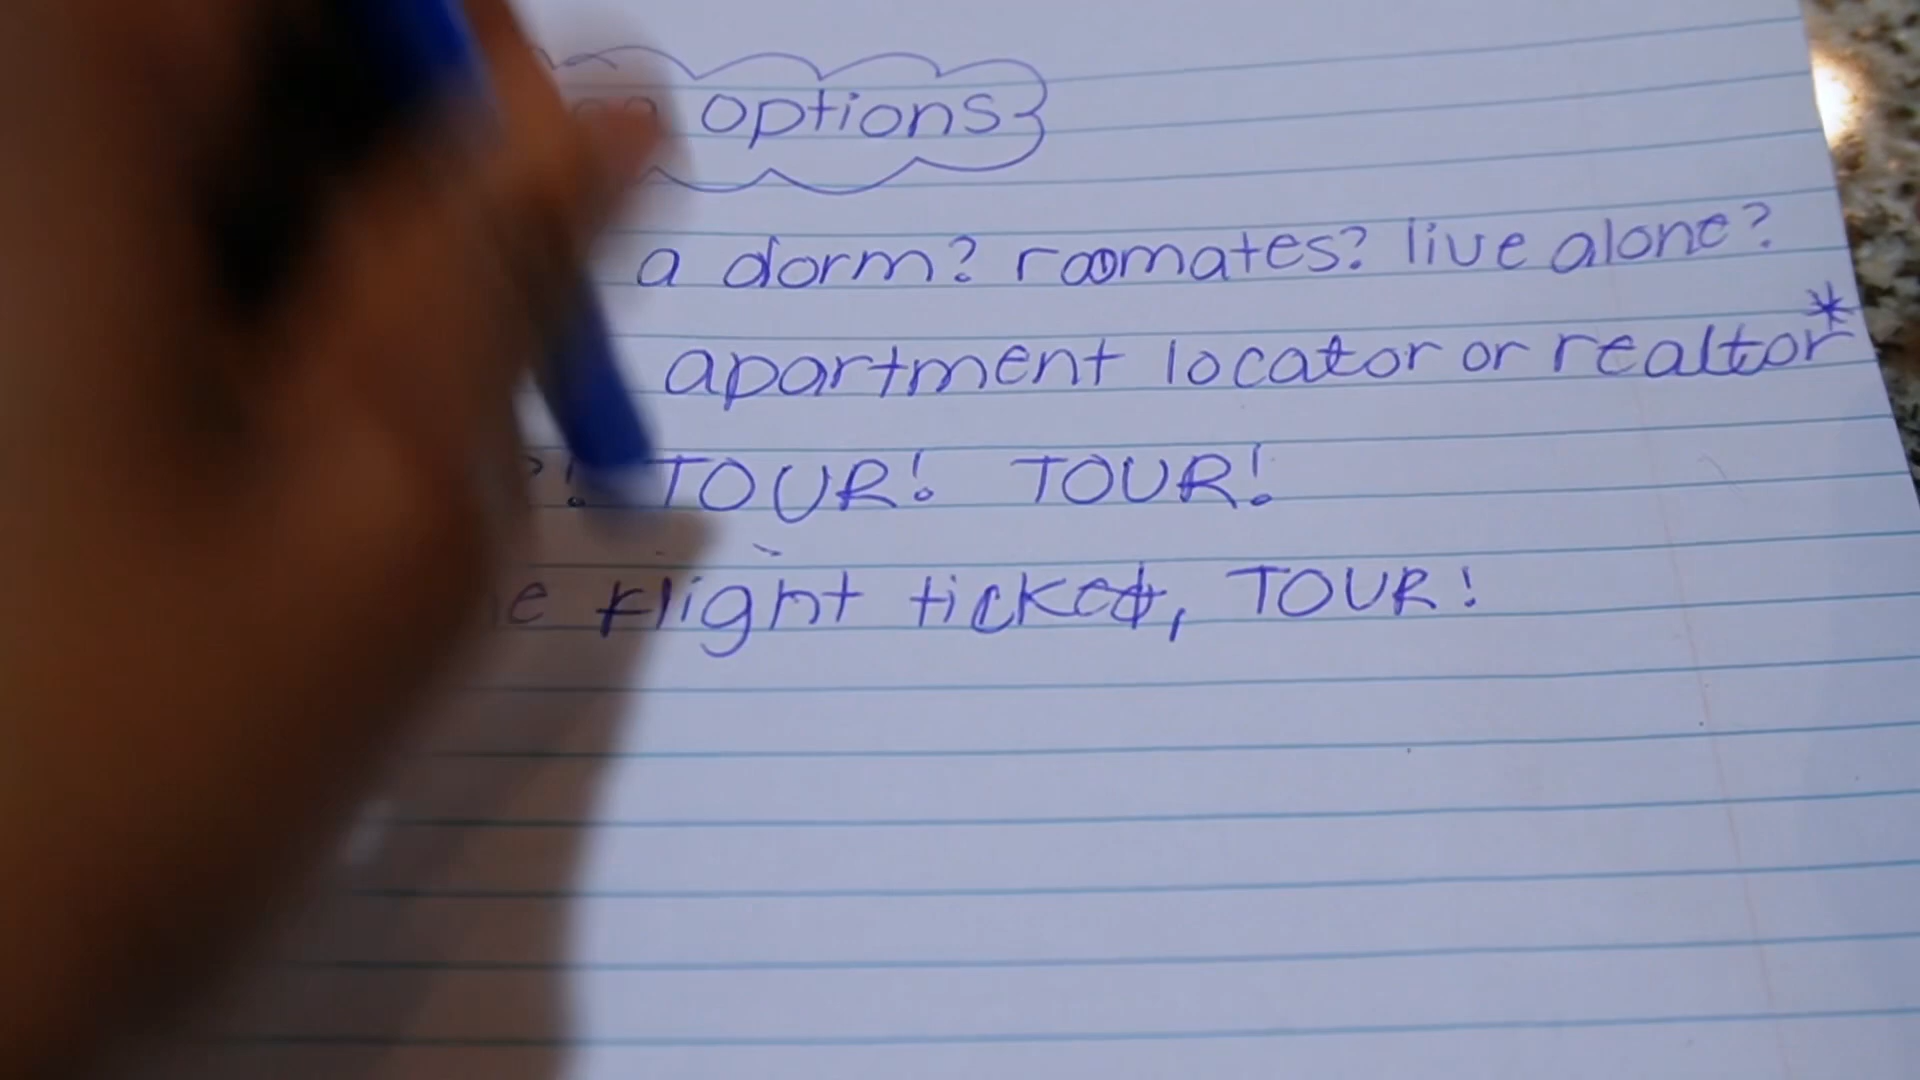 options
a dorm? roomates? live alone?
apartment locator or realtor*
! TOUR! TOUR!
flight ticket, TOUR!